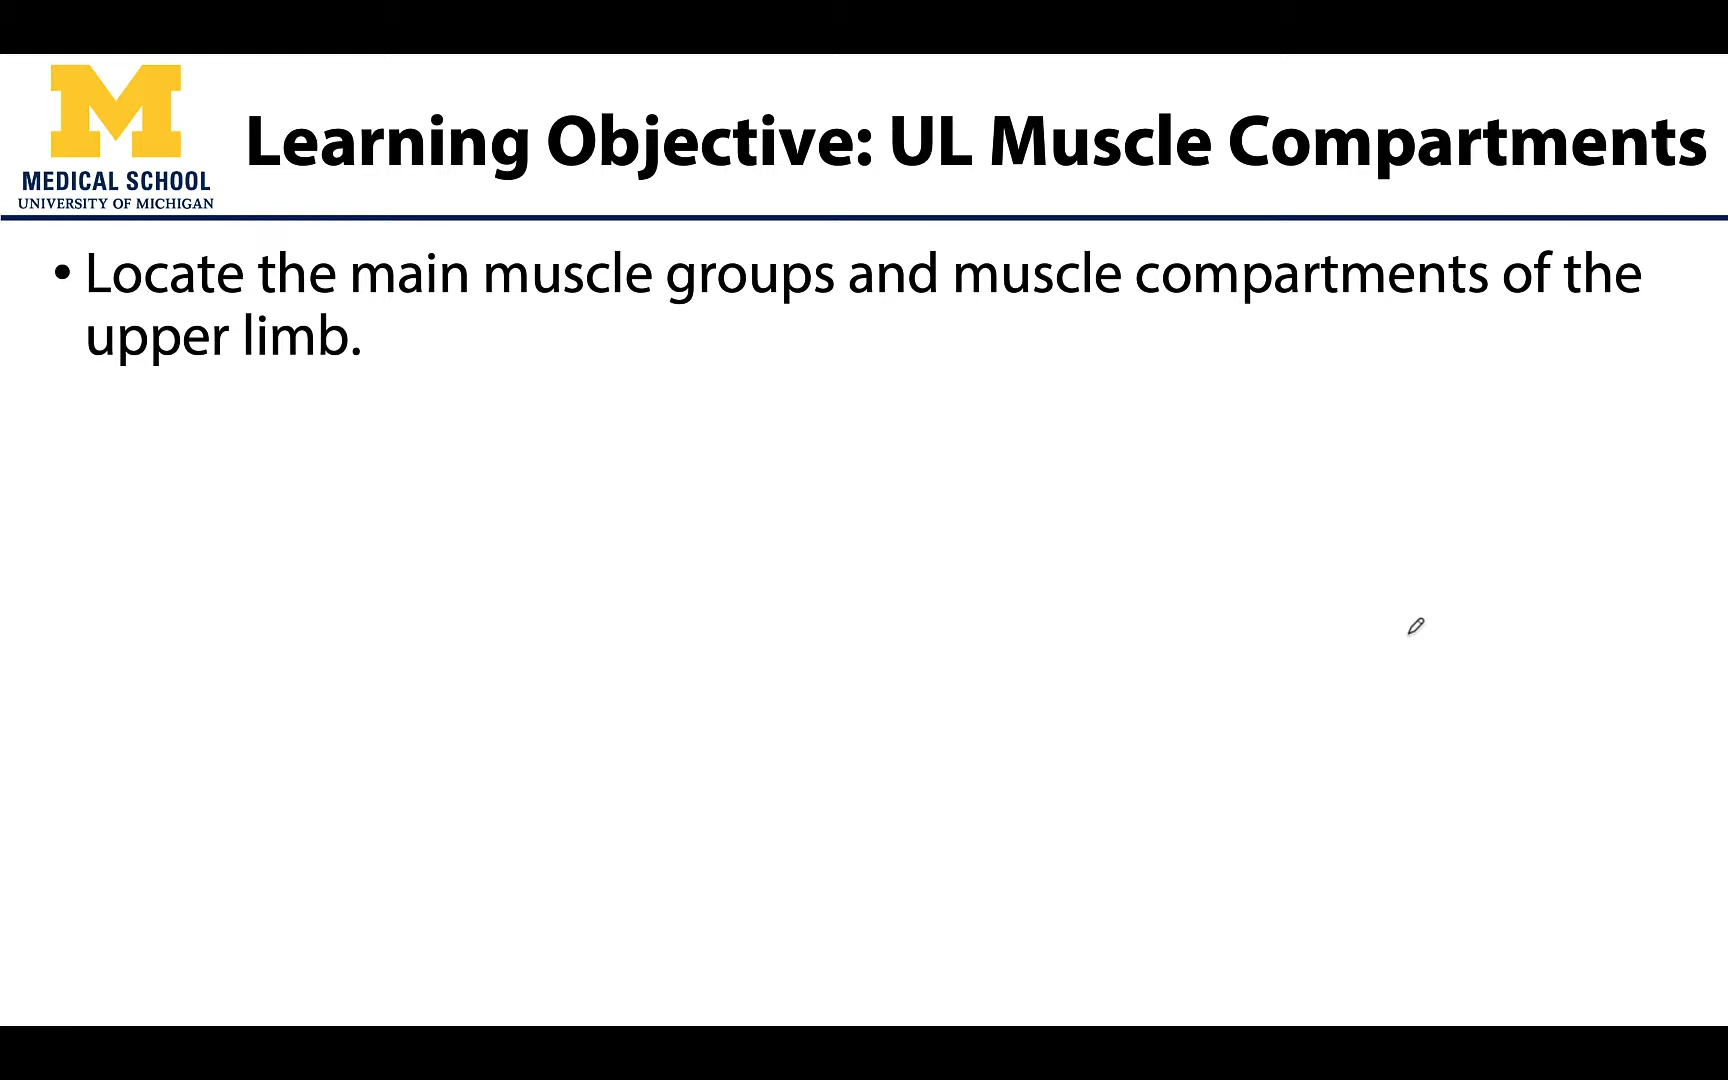 M
MEDICAL SCHOOL
UNIVERSITY OF MICHIGAN
Learning Objective: UL Muscle Compartments
• Locate the main muscle groups and muscle compartments of the
upper limb.